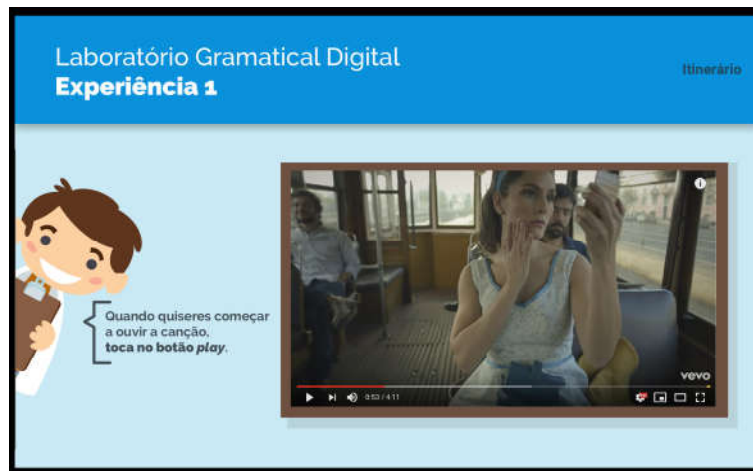 Laboratório Gramatical Digital
Experiência 1
Itinerário
Quando quiseres começar
a ouvir a canção,
toca no botão play.
vevo
0:53 / 4:11